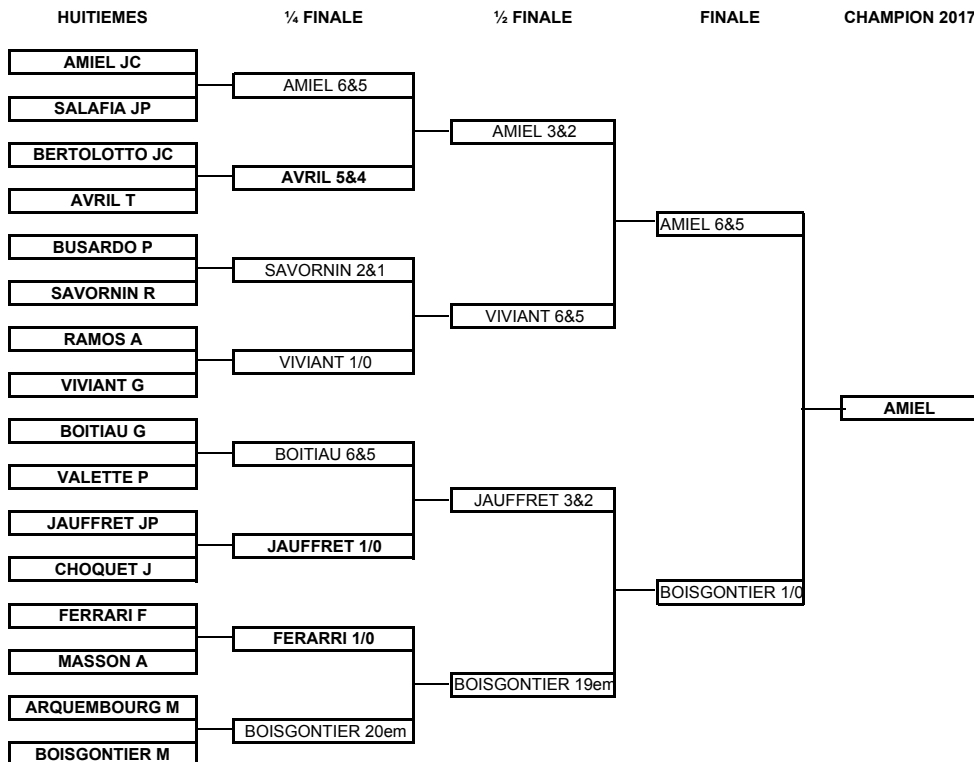 HUITIEMES ¼ FINALE ½ FINALE FINALE CHAMPION 2017
AMIEL JC
AMIEL 6&5
SALAFIA JP
AMIEL 3&2
BERTOLOTTO JC
AVRIL 5&4
AVRIL T
AMIEL 6&5
BUSARDO P
SAVORNIN 2&1
SAVORNIN R
VIVIANT 6&5
RAMOS A
VIVIANT 1/0
VIVIANT G
AMIEL
BOITIAU G
BOITIAU 6&5
VALETTE P
JAUFFRET 3&2
JAUFFRET JP
JAUFFRET 1/0
CHOQUET J
BOISGONTIER 1/0
FERRARI F
FERARRI 1/0
MASSON A
BOISGONTIER 19em
ARQUEMBOURG M
BOISGONTIER 20em
BOISGONTIER M